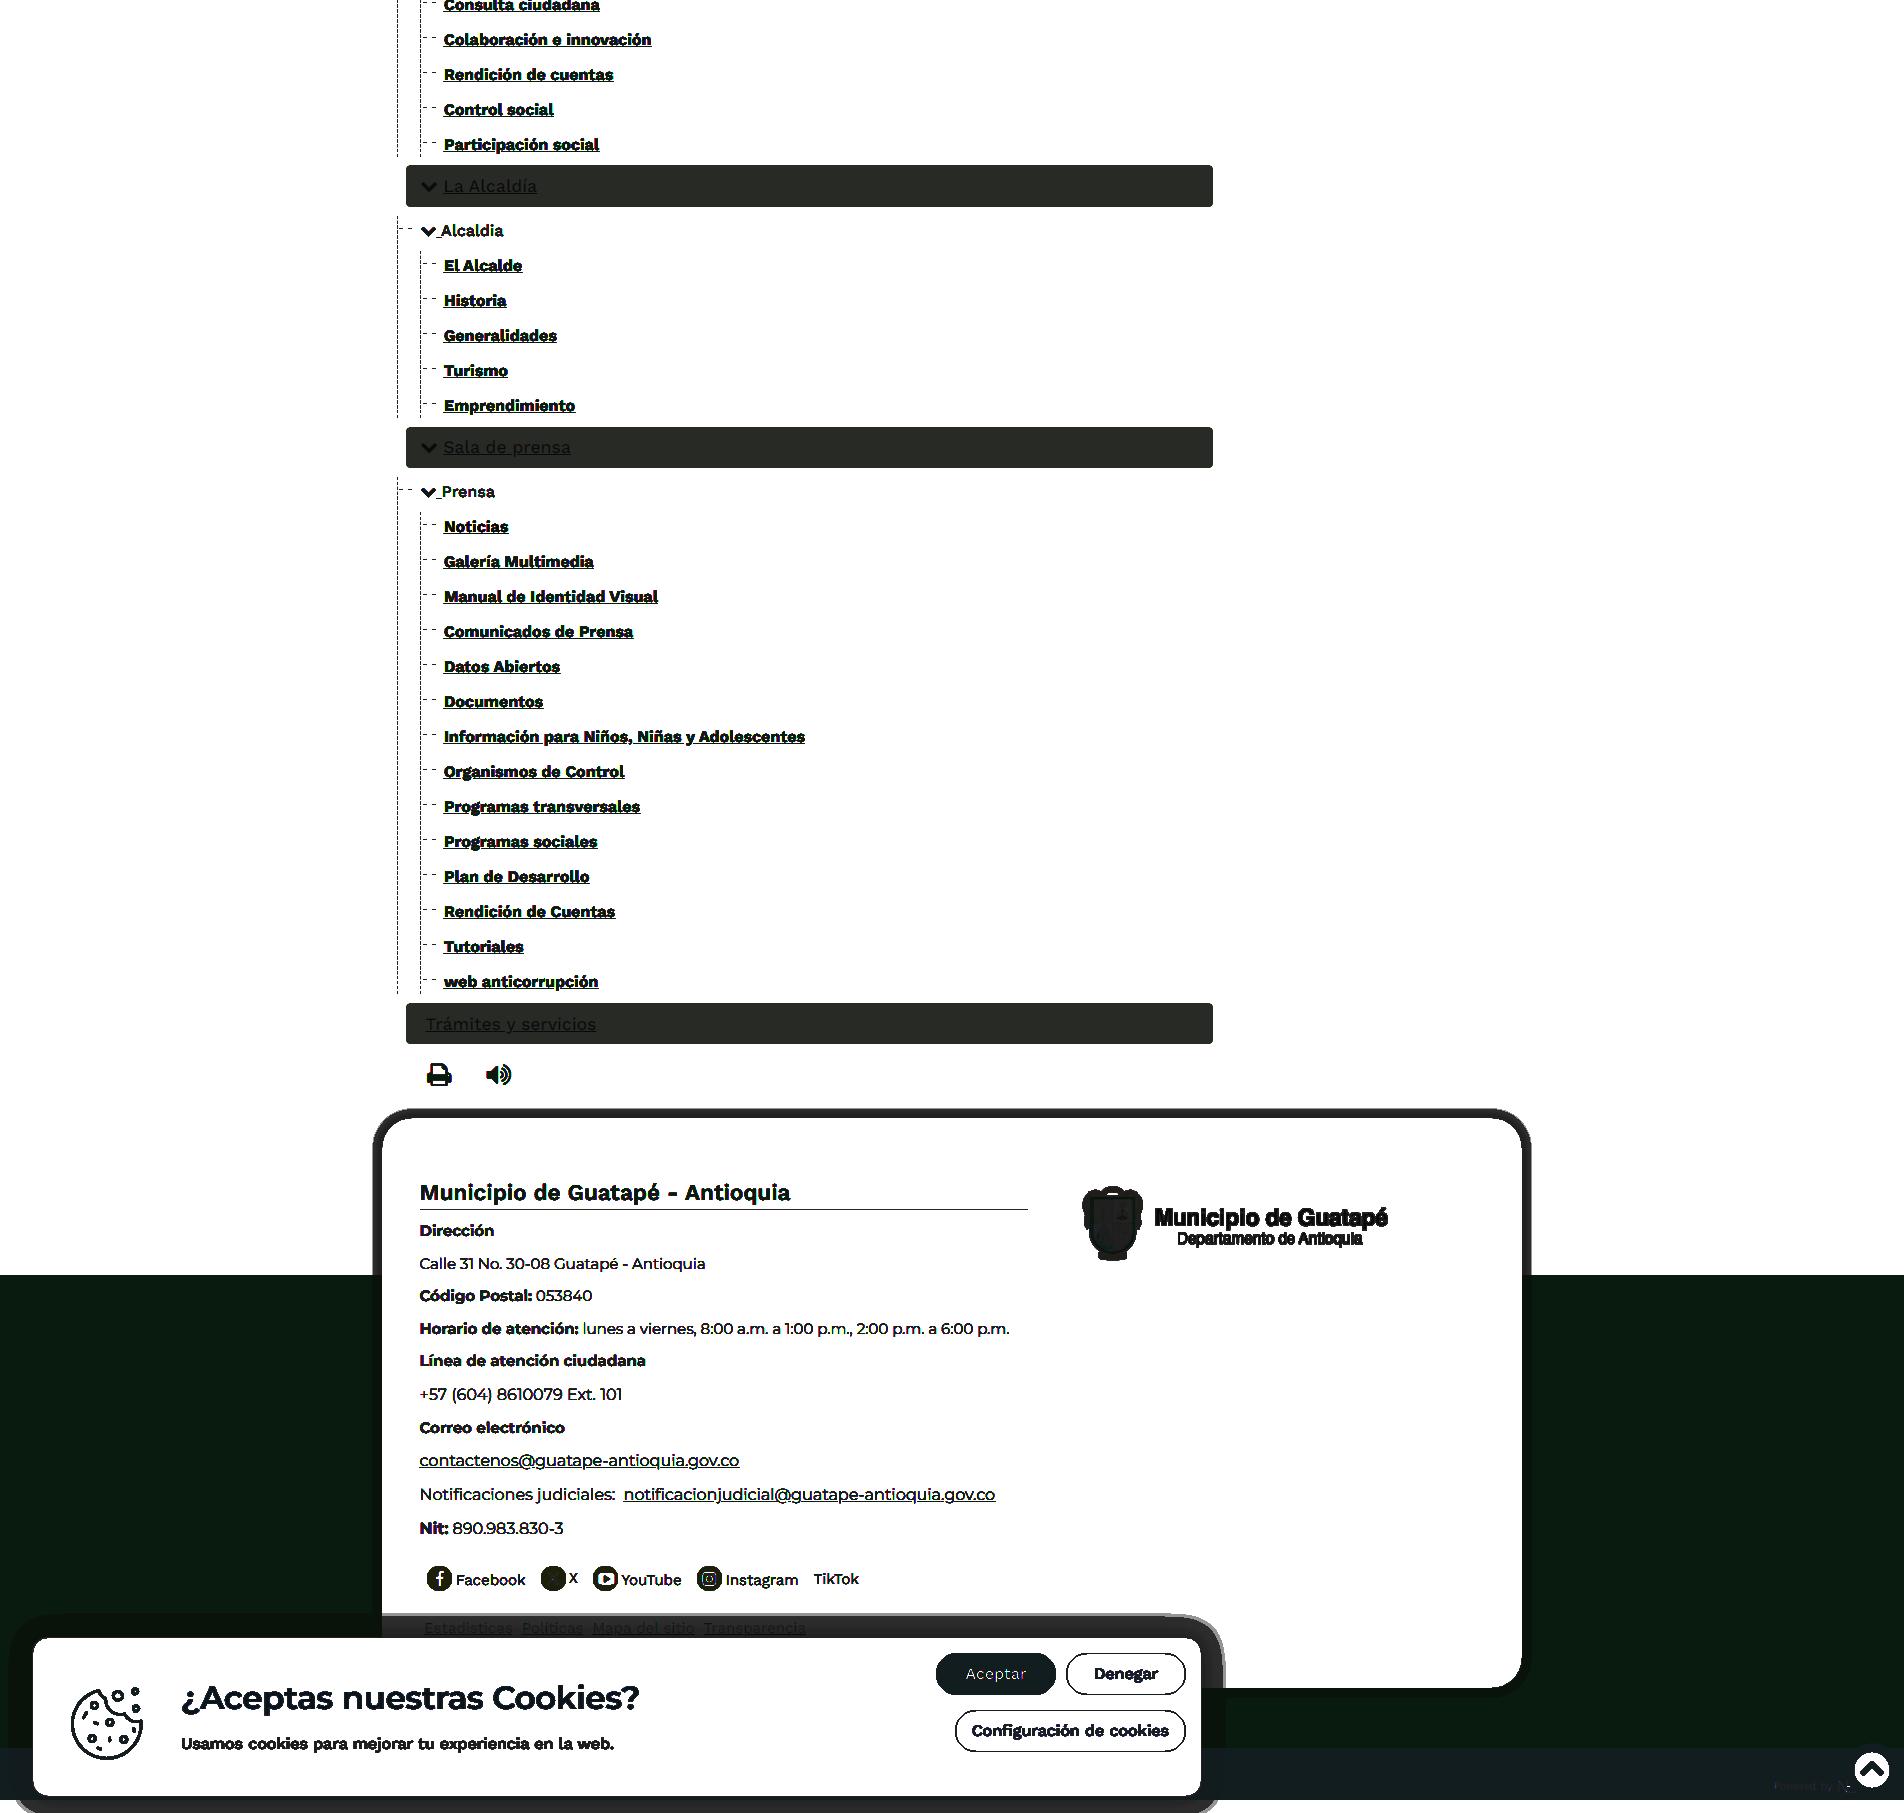 Consulta ciudadana
Colaboración e innovación
Rendición de cuentas
Control social
Participación social
La Alcaldía
Alcaldia
El Alcalde
Historia
Generalidades
Turismo
Emprendimiento
Sala de prensa
Prensa
Noticias
Galería Multimedia
Manual de Identidad Visual
Comunicados de Prensa
Datos Abiertos
Documentos
Información para Niños, Niñas y Adolescentes
Organismos de Control
Programas transversales
Programas sociales
Plan de Desarrollo
Rendición de Cuentas
Tutoriales
web anticorrupción
Trámites y servicios
Municipio de Guatapé - Antioquia
Municipio de Guatapé
Departamento de Antioquia
Dirección
Calle 31 No. 30-08 Guatapé - Antioquia
Código Postal: 053840
Horario de atención: lunes a viernes, 8:00 a.m. a 1:00 p.m., 2:00 p.m. a 6:00 p.m.
Línea de atención ciudadana
+57 (604) 8610079 Ext. 101
Correo electrónico
contactenos@guatape-antioquia.gov.co
Notificaciones judiciales: notificacionjudicial@guatape-antioquia.gov.co
Nit: 890.983.830-3
Facebook X YouTube Instagram TikTok
Estadísticas Políticas Mapa del sitio Transparencia
¿Aceptas nuestras Cookies?
Usamos cookies para mejorar tu experiencia en la web.
Aceptar Denegar
Configuración de cookies
Powered by